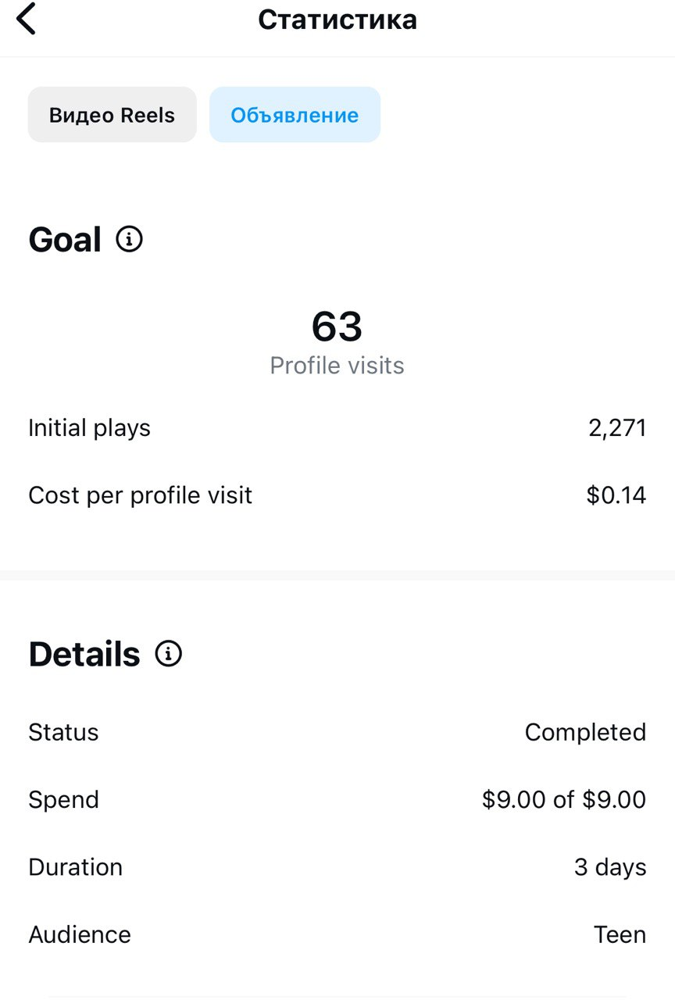 Статистика
Видео Reels
Объявление
Goal
63
Profile visits
Initial plays 2,271
Cost per profile visit $0.14
Details
Status Completed
Spend $9.00 of $9.00
Duration 3 days
Audience Teen